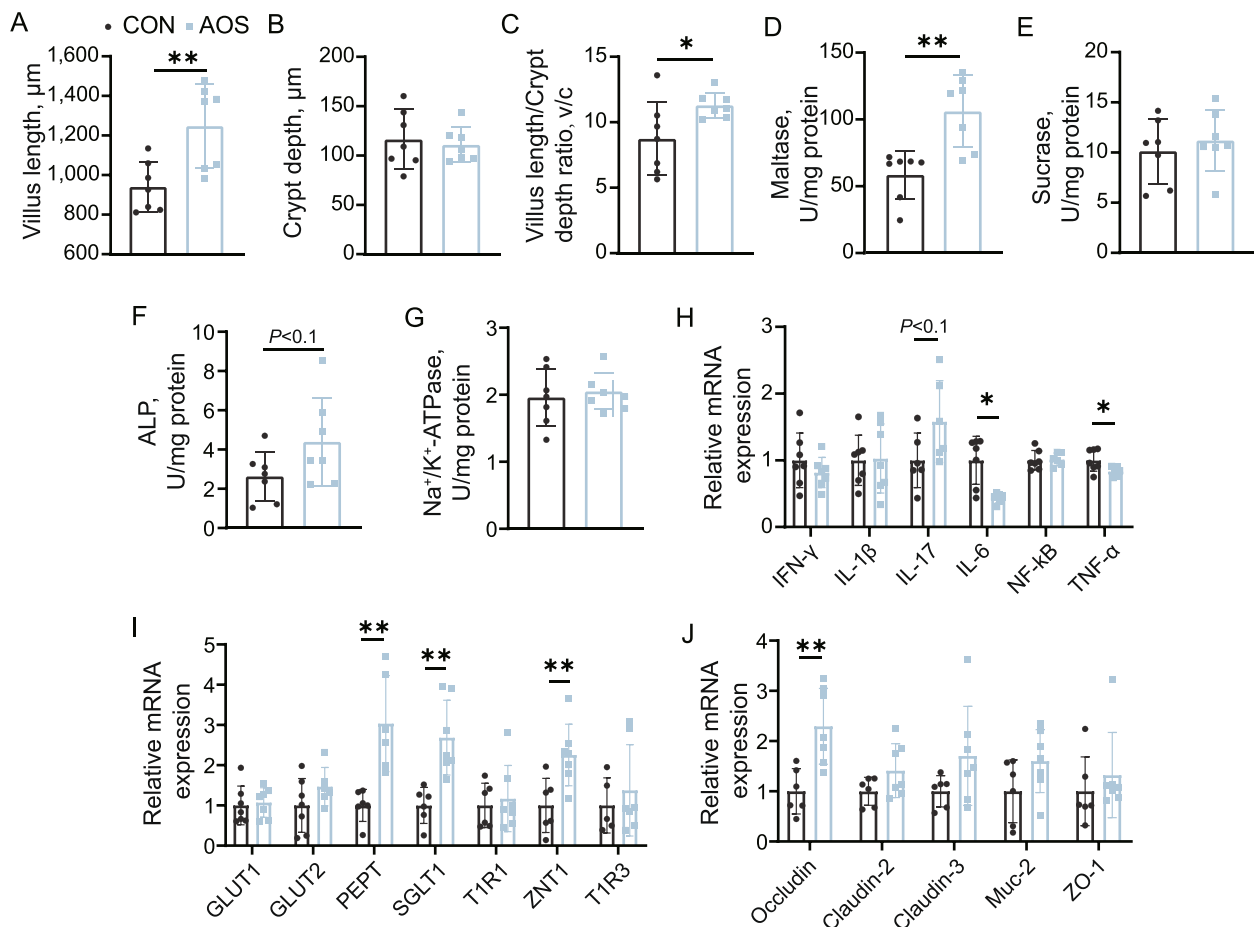 A
CON
AOS
Villus length, µm
1,600
1,400
1,200
1,000
800
600
**
B
Crypt depth, µm
200
150
100
50
0
C
Villus length/Crypt
depth ratio, v/c
15
10
5
0
*
D
Maltase,
U/mg protein
150
100
50
0
**
E
Sucrase,
U/mg protein
20
15
10
5
0
F
ALP,
U/mg protein
10
8
6
4
2
0
P<0.1
G
Na⁺/K⁺-ATPase,
U/mg protein
3
2
1
0
H
Relative mRNA
expression
3
2
1
0
P<0.1
*
*
IFN-γ
IL-1β
IL-17
IL-6
NF-kB
TNF-α
I
Relative mRNA
expression
5
4
3
2
1
0
**
**
**
GLUT1
GLUT2
PEPT
SGLT1
T1R1
ZNT1
T1R3
J
Relative mRNA
expression
4
3
2
1
0
**
Occludin
Claudin-2
Claudin-3
Muc-2
ZO-1